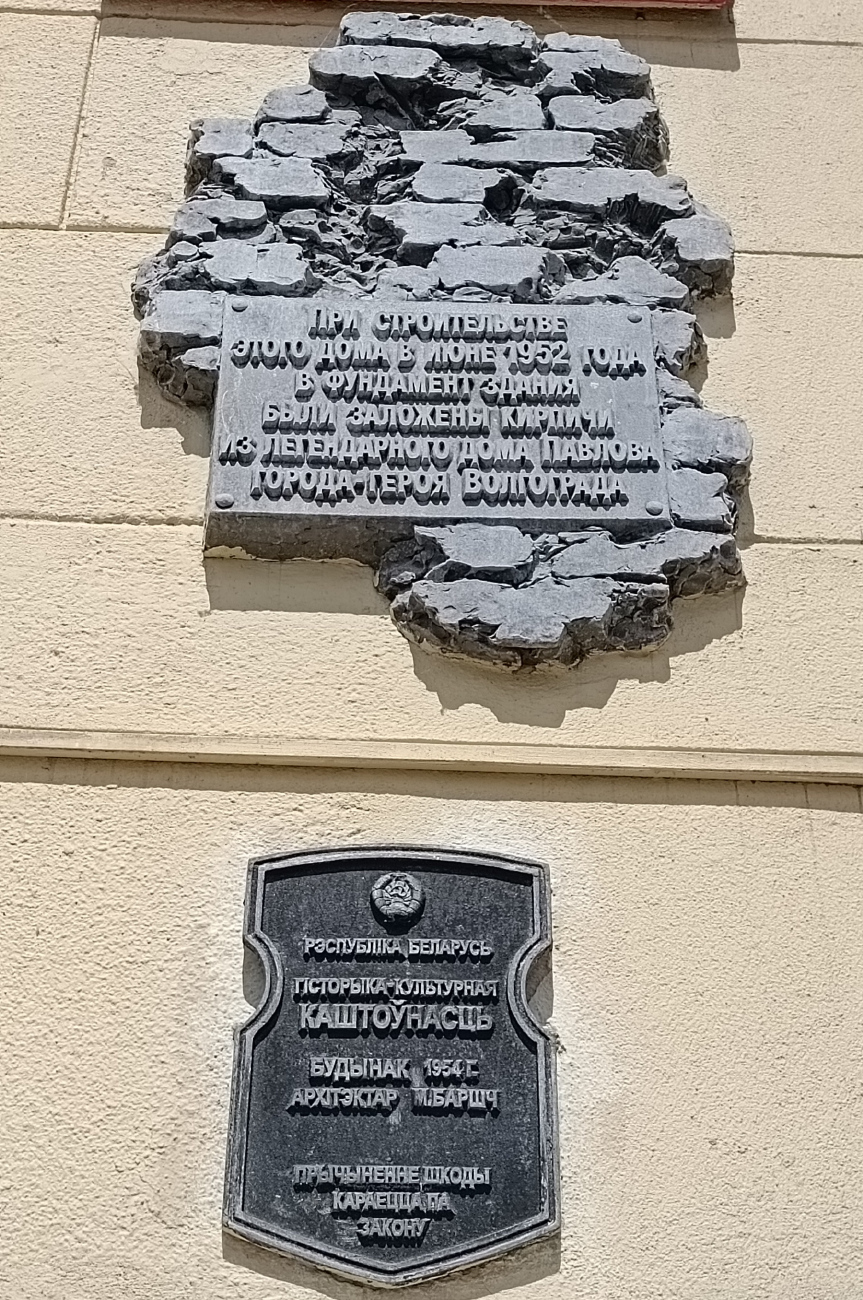 При строительстве
этого дома в июне 1952 года
в фундамент здания
были заложены кирпичи
из легендарного дома Павлова
города-героя Волгограда
РЭСПУБЛІКА БЕЛАРУСЬ
ГІСТОРЫКА-КУЛЬТУРНАЯ
КАШТОЎНАСЦЬ
БУДЫНАК 1954 Г.
АРХІТЭКТАР М.БАРШЧ
ПРЫЧЫНЕННЕ ШКОДЫ
КАРАЕЦЦА ПА
ЗАКОНУ